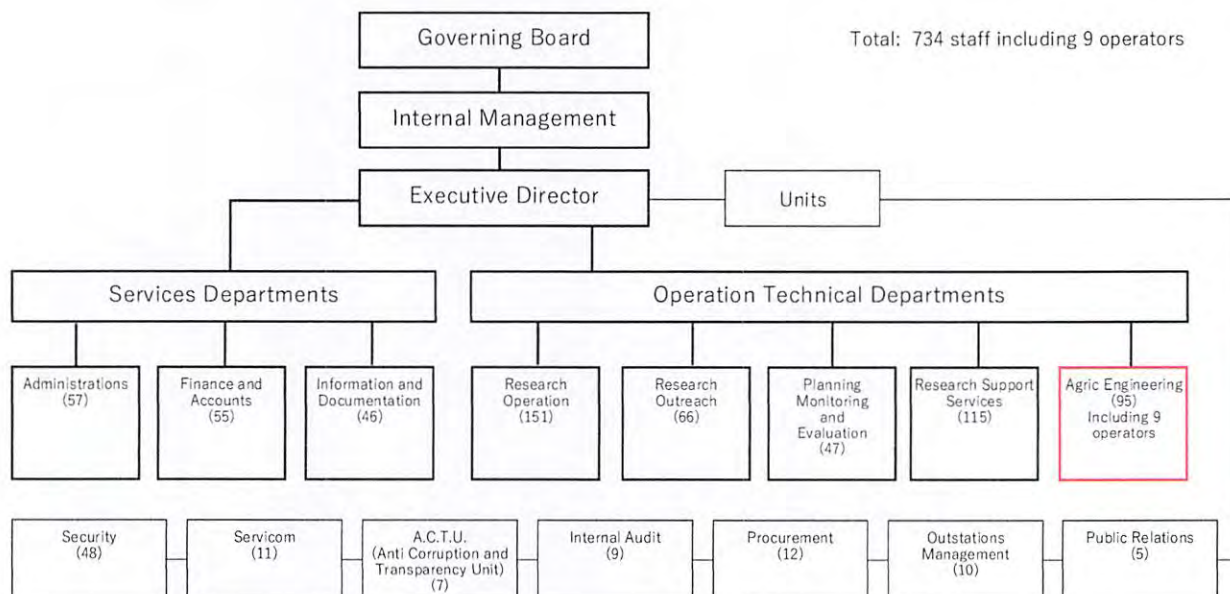 Governing Board
Total: 734 staff including 9 operators
Internal Management
Executive Director
Units
Services Departments
Operation Technical Departments
Administrations
(57)
Finance and
Accounts
(55)
Information and
Documentation
(46)
Research
Operation
(151)
Research
Outreach
(66)
Planning
Monitoring
and
Evaluation
(47)
Research Support
Services
(115)
Agric Engineering
(95)
Including 9
operators
Security
(48)
Servicom
(11)
A.C.T.U.
(Anti Corruption and
Transparency Unit)
(7)
Internal Audit
(9)
Procurement
(12)
Outstations
Management
(10)
Public Relations
(5)